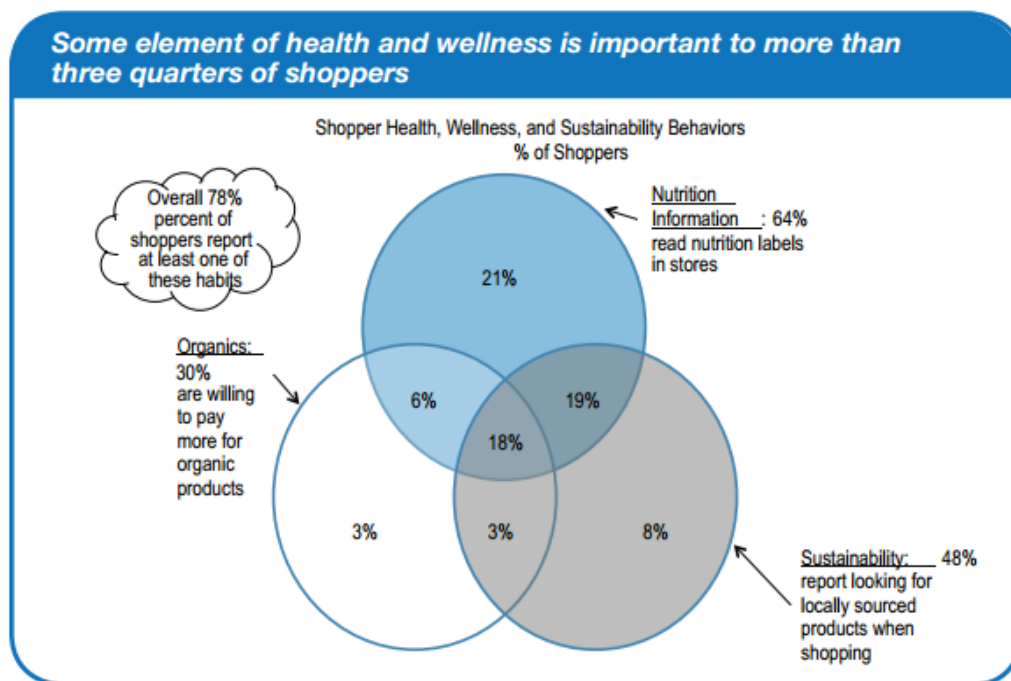 Some element of health and wellness is important to more than
three quarters of shoppers
Shopper Health, Wellness, and Sustainability Behaviors
% of Shoppers
Overall 78%
percent of
shoppers report
at least one of
these habits
Nutrition
Information : 64%
read nutrition labels
in stores
21%
Organics:
30%
are willing
to pay
more for
organic
products
6%
19%
18%
3%
3%
8%
Sustainability: 48%
report looking for
locally sourced
products when
shopping